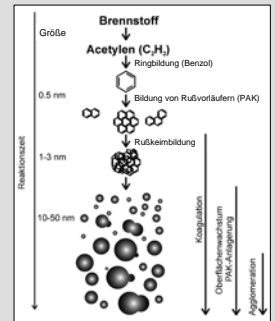 Brennstoff
Größe
Acetylen (C₂H₂)
Ringbildung (Benzol)
0.5 nm
Bildung von Rußvorläufern (PAK)
Rußkeimbildung
1-3 nm
10-50 nm
Reaktionszeit
Koagulation
Oberflächenwachstum
PAK-Anlagerung
Agglomeration